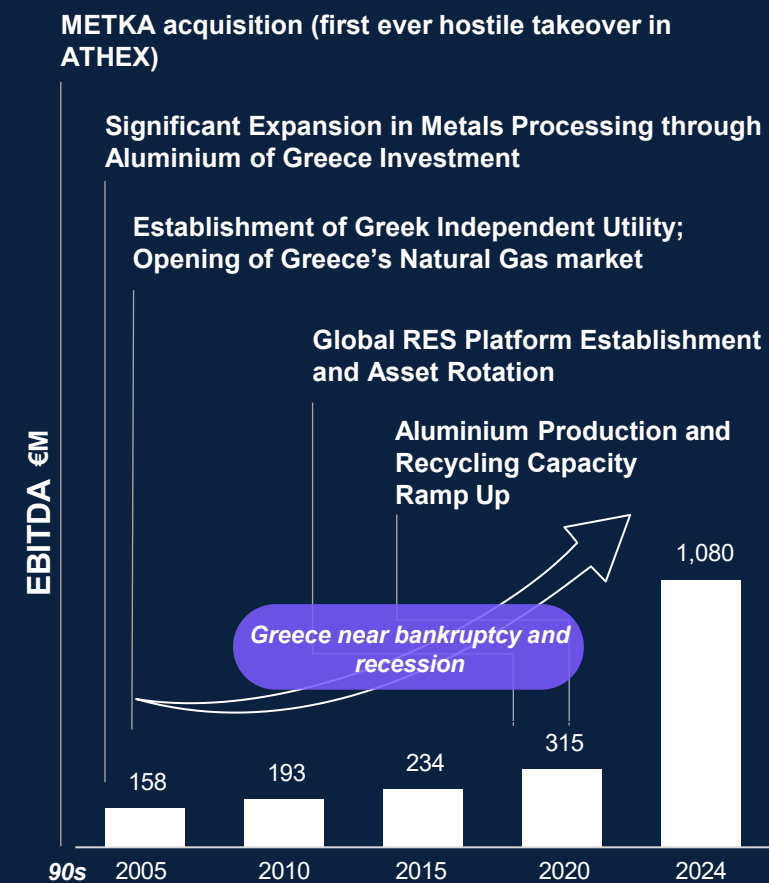 METKA acquisition (first ever hostile takeover in
ATHEX)
Significant Expansion in Metals Processing through
Aluminium of Greece Investment
Establishment of Greek Independent Utility;
Opening of Greece’s Natural Gas market
Global RES Platform Establishment
and Asset Rotation
Aluminium Production and
Recycling Capacity
Ramp Up
EBITDA €M
1,080
Greece near bankruptcy and
recession
158
193
234
315
90s
2005
2010
2015
2020
2024